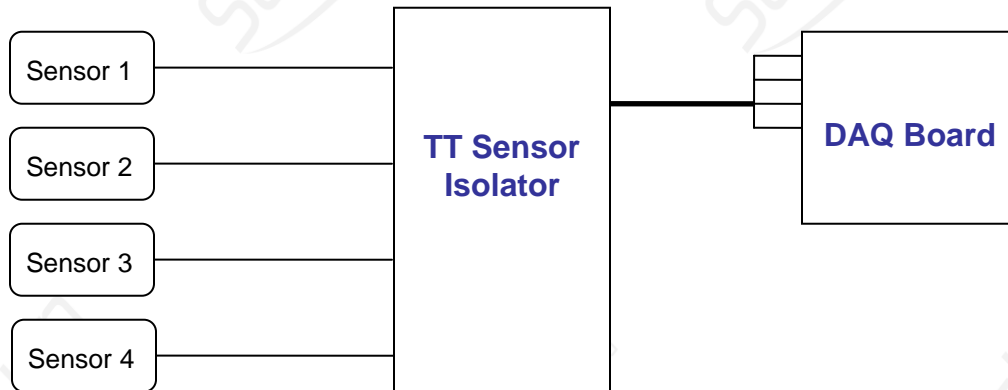 Sensor 1
Sensor 2
Sensor 3
Sensor 4
TT Sensor
Isolator
DAQ Board